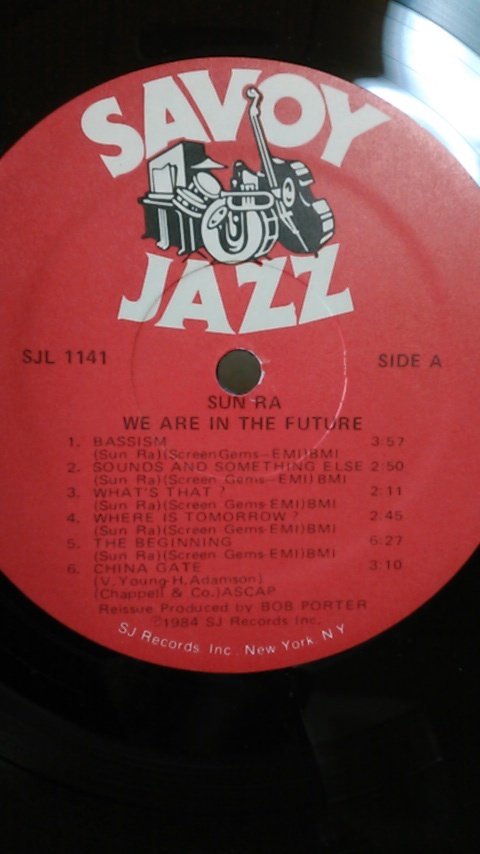 SAVOY
JAZZ
SJL 1141
SIDE A
SUN RA
WE ARE IN THE FUTURE
1. BASSISM 3:57
(Sun Ra)(Screen Gems-EMI)BMI
2. SOUNDS AND SOMETHING ELSE 2:50
(Sun Ra)(Screen Gems-EMI)BMI
3. WHAT'S THAT? 2:11
(Sun Ra)(Screen Gems-EMI)BMI
4. WHERE IS TOMORROW? 2:45
(Sun Ra)(Screen Gems-EMI)BMI
5. THE BEGINNING 6:27
(Sun Ra)(Screen Gems-EMI)BMI
6. CHINA GATE 3:10
(V. Young-H. Adamson)
(Chappell & Co.)ASCAP
Reissue Produced by BOB PORTER
℗1984 SJ Records Inc.
SJ Records Inc. New York, N.Y.